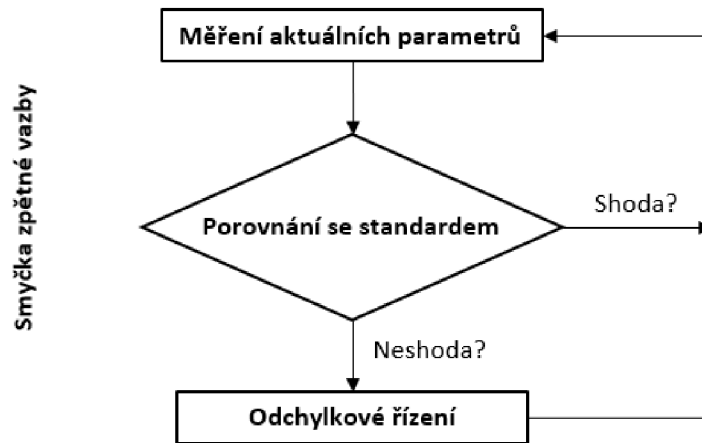 Měření aktuálních parametrů
Smyčka zpětné vazby
Porovnání se standardem
Shoda?
Neshoda?
Odchylkové řízení